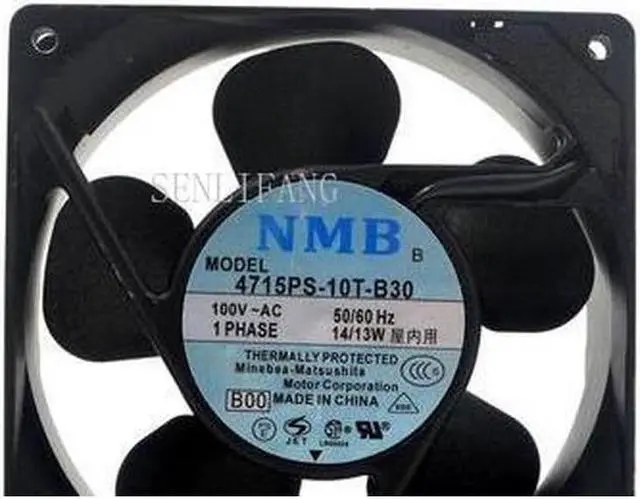 SENLIFANG
NMB B
MODEL
4715PS-10T-B30
100V ~AC 50/60 Hz
1 PHASE 14/13W 屋内用
THERMALLY PROTECTED
Minebea-Matsushita
Motor Corporation
B00 MADE IN CHINA
JET